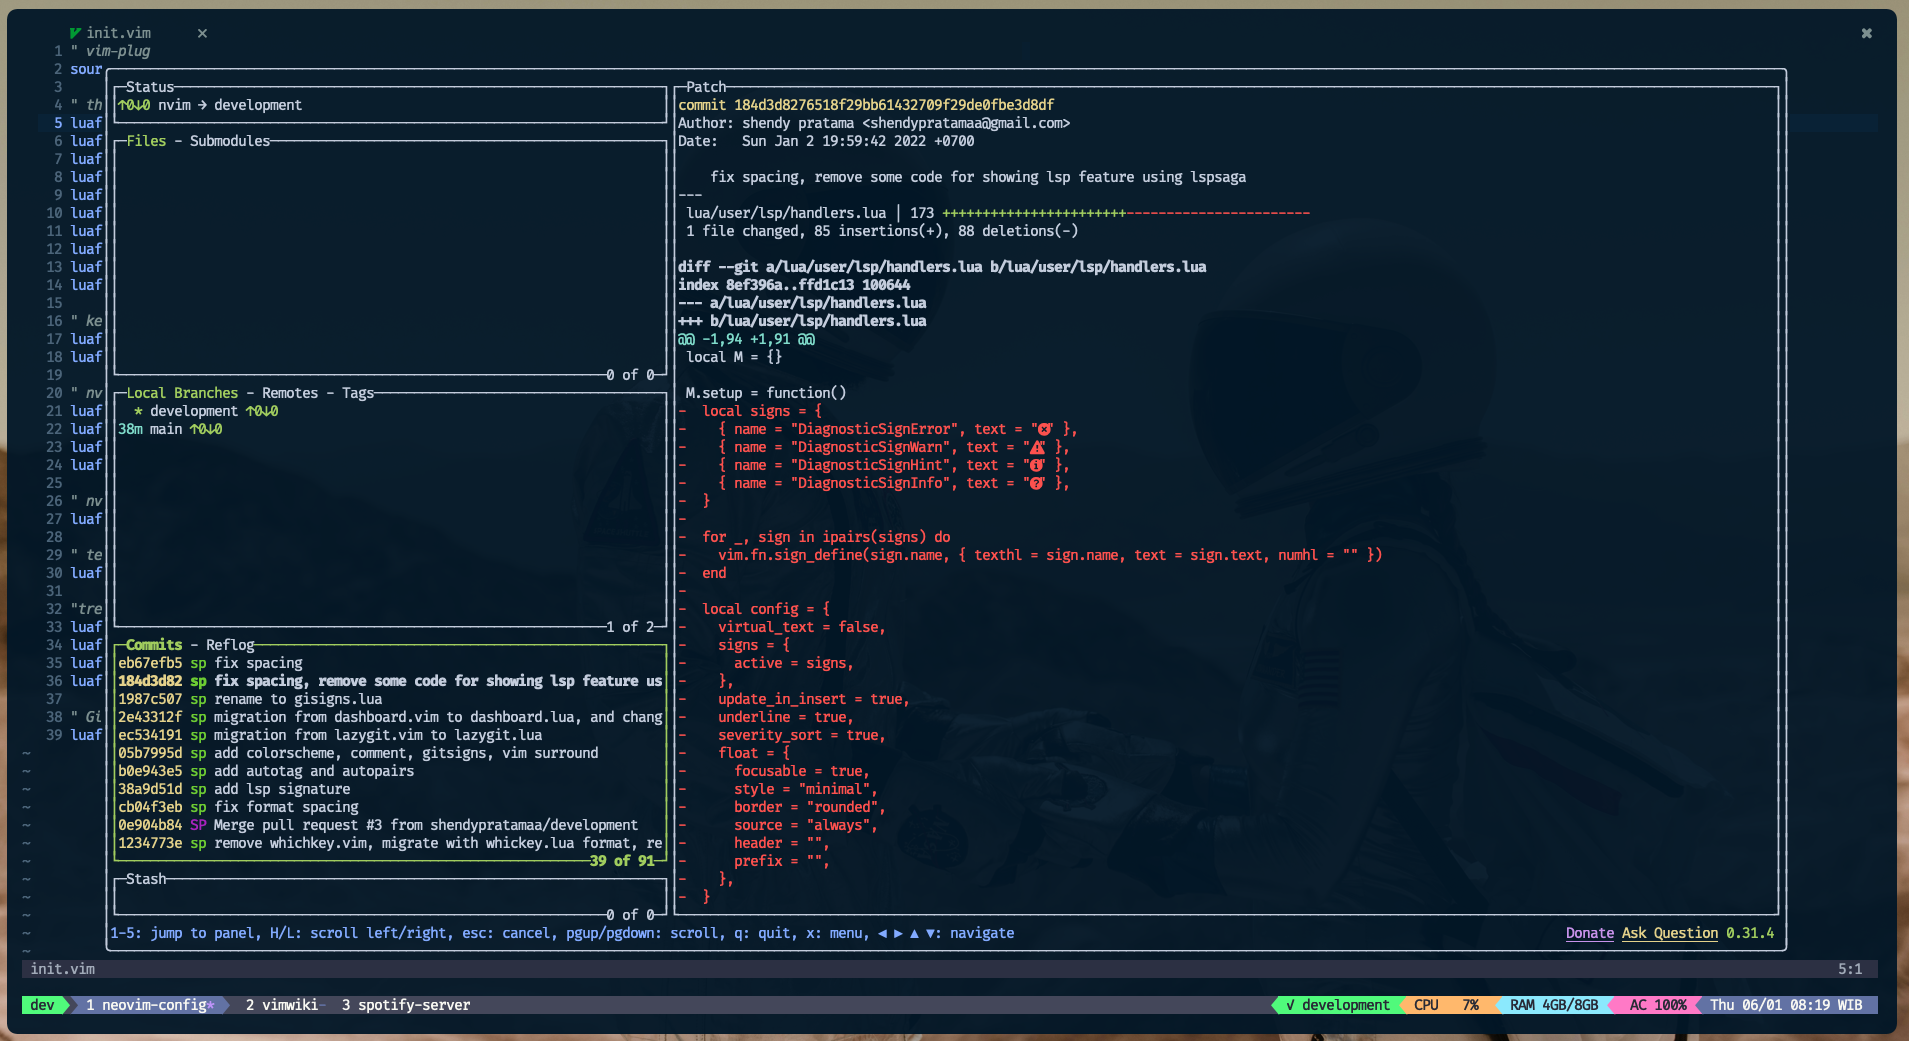 init.vim
1 " vim-plug
2 sour
3
4 " th
5 luaf
6 luaf
7 luaf
8 luaf
9 luaf
10 luaf
11 luaf
12 luaf
13 luaf
14 luaf
15
16 " ke
17 luaf
18 luaf
19
20 " nv
21 luaf
22 luaf
23 luaf
24 luaf
25
26 " nv
27 luaf
28
29 " te
30 luaf
31
32 "tre
33 luaf
34 luaf
35 luaf
36 luaf
37
38 " Gi
39 luaf
Status
↑0↓0 nvim → development
Files - Submodules
0 of 0
Local Branches - Remotes - Tags
* development ↑0↓0
38m main ↑0↓0
1 of 2
Commits - Reflog
eb67efb5 sp fix spacing
184d3d82 sp fix spacing, remove some code for showing lsp feature us
1987c507 sp rename to gisigns.lua
2e43312f sp migration from dashboard.vim to dashboard.lua, and chang
ec534191 sp migration from lazygit.vim to lazygit.lua
05b7995d sp add colorscheme, comment, gitsigns, vim surround
b0e943e5 sp add autotag and autopairs
38a9d51d sp add lsp signature
cb04f3eb sp fix format spacing
0e904b84 SP Merge pull request #3 from shendypratamaa/development
1234773e sp remove whichkey.vim, migrate with whickey.lua format, re
39 of 91
Stash
0 of 0
Patch
commit 184d3d8276518f29bb61432709f29de0fbe3d8df
Author: shendy pratama <shendypratamaa@gmail.com>
Date:   Sun Jan 2 19:59:42 2022 +0700
fix spacing, remove some code for showing lsp feature using lspsaga
---
lua/user/lsp/handlers.lua | 173 +++++++++++++++++++++++-----------------------
1 file changed, 85 insertions(+), 88 deletions(-)
diff --git a/lua/user/lsp/handlers.lua b/lua/user/lsp/handlers.lua
index 8ef396a..ffd1c13 100644
--- a/lua/user/lsp/handlers.lua
+++ b/lua/user/lsp/handlers.lua
@@ -1,94 +1,91 @@
local M = {}
M.setup = function()
-  local signs = {
-    { name = "DiagnosticSignError", text = "" },
-    { name = "DiagnosticSignWarn", text = "" },
-    { name = "DiagnosticSignHint", text = "" },
-    { name = "DiagnosticSignInfo", text = "" },
-  }
-
-  for _, sign in ipairs(signs) do
-    vim.fn.sign_define(sign.name, { texthl = sign.name, text = sign.text, numhl = "" })
-  end
-
-  local config = {
-    virtual_text = false,
-    signs = {
-      active = signs,
-    },
-    update_in_insert = true,
-    underline = true,
-    severity_sort = true,
-    float = {
-      focusable = true,
-      style = "minimal",
-      border = "rounded",
-      source = "always",
-      header = "",
-      prefix = "",
-    },
-  }
1-5: jump to panel, H/L: scroll left/right, esc: cancel, pgup/pgdown: scroll, q: quit, x: menu, ◀ ▶ ▲ ▼: navigate
Donate Ask Question 0.31.4
init.vim 5:1
dev 1 neovim-config* 2 vimwiki- 3 spotify-server √ development CPU 7% RAM 4GB/8GB AC 100% Thu 06/01 08:19 WIB